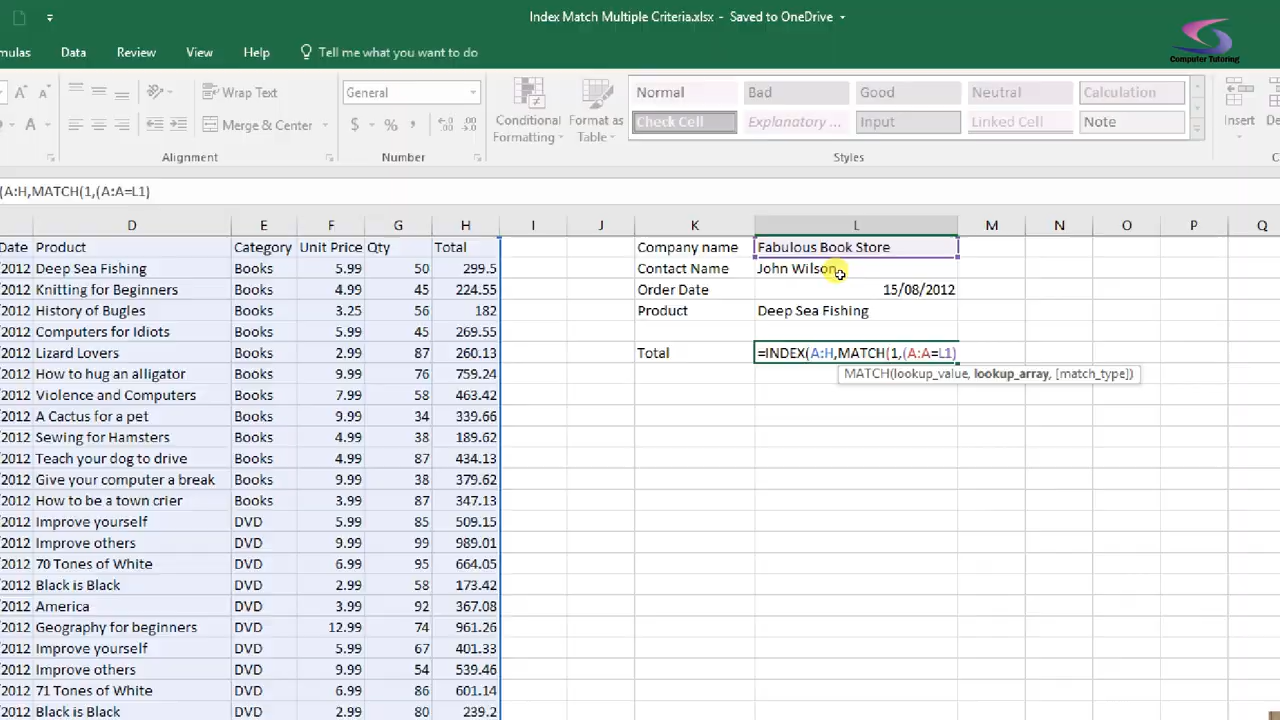 Index Match Multiple Criteria.xlsx - Saved to OneDrive
Computer Tutoring
mulas Data Review View Help Tell me what you want to do
Wrap Text General Normal Bad Good Neutral Calculation
Merge & Center $ % , Conditional Formatting Format as Table Check Cell Explanatory ... Input Linked Cell Note Insert De
Alignment Number Styles C
(A:H,MATCH(1,(A:A=L1)
D E F G H I J K L M N O P Q
Date Product Category Unit Price Qty Total Company name Fabulous Book Store
/2012 Deep Sea Fishing Books 5.99 50 299.5 Contact Name John Wilson
/2012 Knitting for Beginners Books 4.99 45 224.55 Order Date 15/08/2012
/2012 History of Bugles Books 3.25 56 182 Product Deep Sea Fishing
/2012 Computers for Idiots Books 5.99 45 269.55
/2012 Lizard Lovers Books 2.99 87 260.13 Total =INDEX(A:H,MATCH(1,(A:A=L1)
/2012 How to hug an alligator Books 9.99 76 759.24 MATCH(lookup_value, lookup_array, [match_type])
/2012 Violence and Computers Books 7.99 58 463.42
/2012 A Cactus for a pet Books 9.99 34 339.66
/2012 Sewing for Hamsters Books 4.99 38 189.62
/2012 Teach your dog to drive Books 4.99 87 434.13
/2012 Give your computer a break Books 9.99 38 379.62
/2012 How to be a town crier Books 3.99 87 347.13
/2012 Improve yourself DVD 5.99 85 509.15
/2012 Improve others DVD 9.99 99 989.01
/2012 70 Tones of White DVD 6.99 95 664.05
/2012 Black is Black DVD 2.99 58 173.42
/2012 America DVD 3.99 92 367.08
/2012 Geography for beginners DVD 12.99 74 961.26
/2012 Improve yourself DVD 5.99 67 401.33
/2012 Improve others DVD 9.99 54 539.46
/2012 71 Tones of White DVD 6.99 86 601.14
/2012 Black is Black DVD 2.99 80 239.2